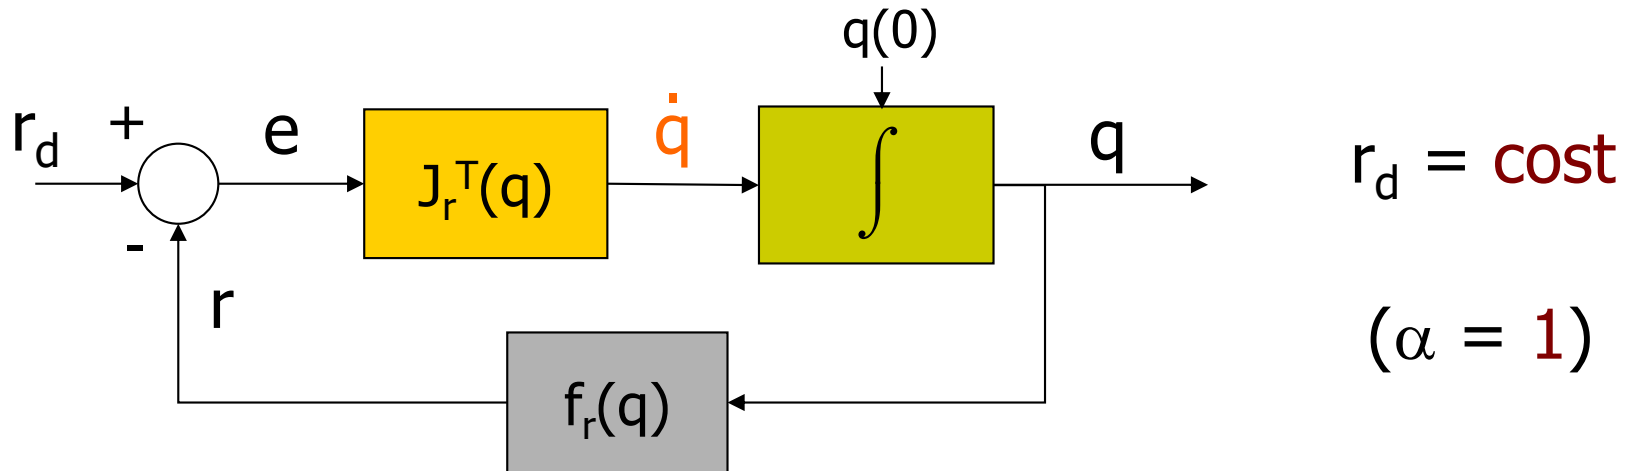 q(0)
r_d + e J_r^T(q) q̇ ∫ q r_d = cost
-
r (α = 1)
f_r(q)